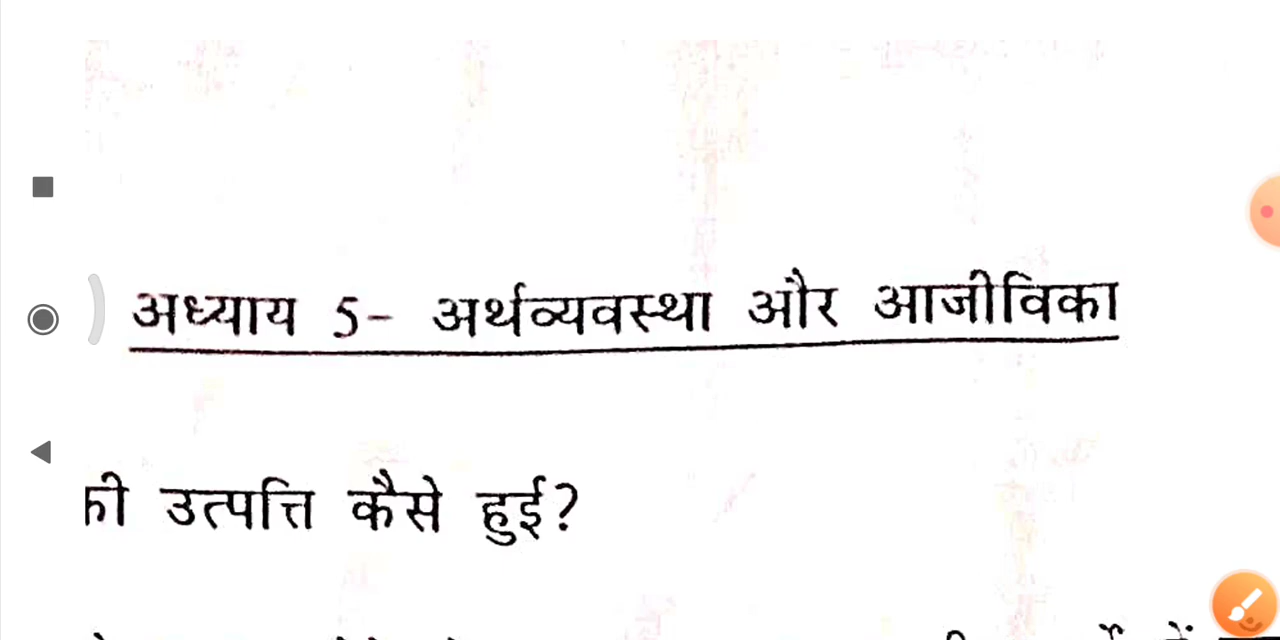 अध्याय 5- अर्थव्यवस्था और आजीविका
की उत्पत्ति कैसे हुई?